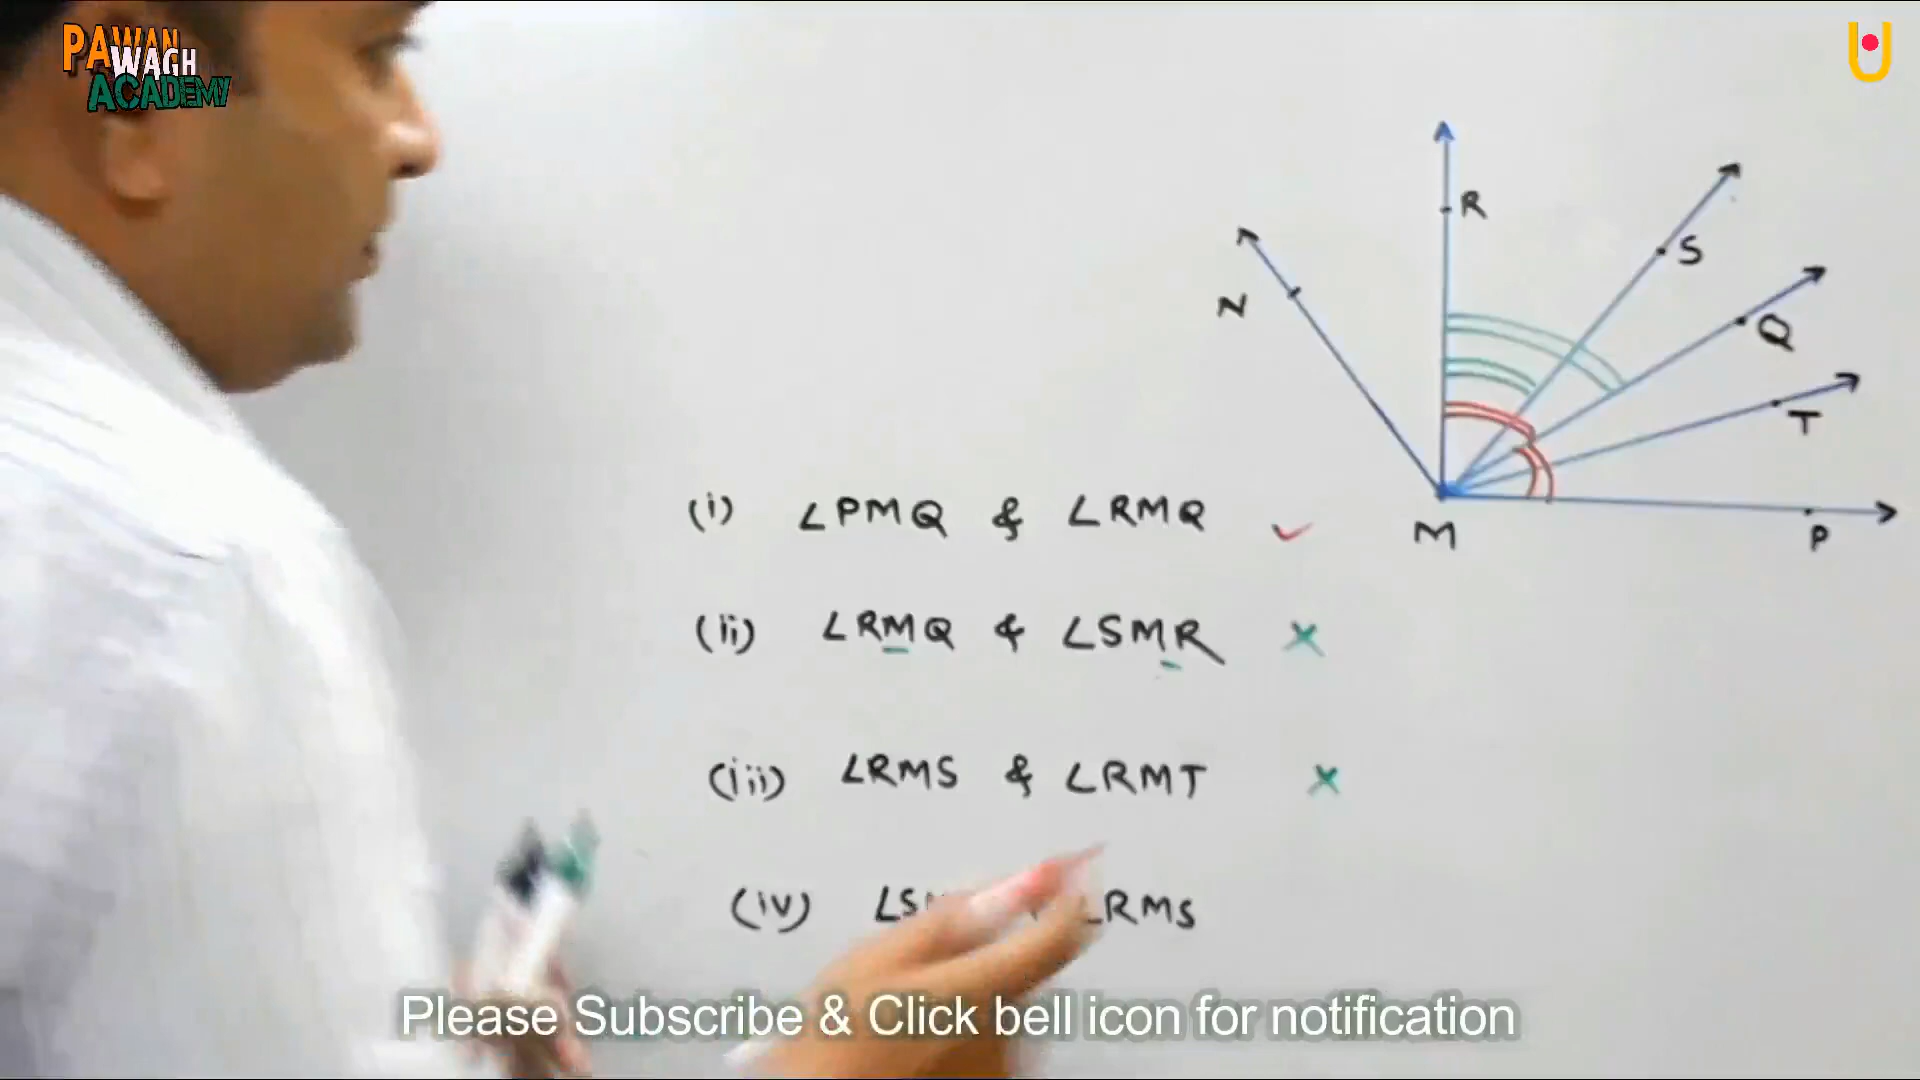 PAWAN
WAGH
ACADEMY
R
S
N
Q
T
M
P
(i) ∠PMQ & ∠RMQ ✓
(ii) ∠RMQ & ∠SMR ×
(iii) ∠RMS & ∠RMT ×
(iv) ∠RMS
Please Subscribe & Click bell icon for notification